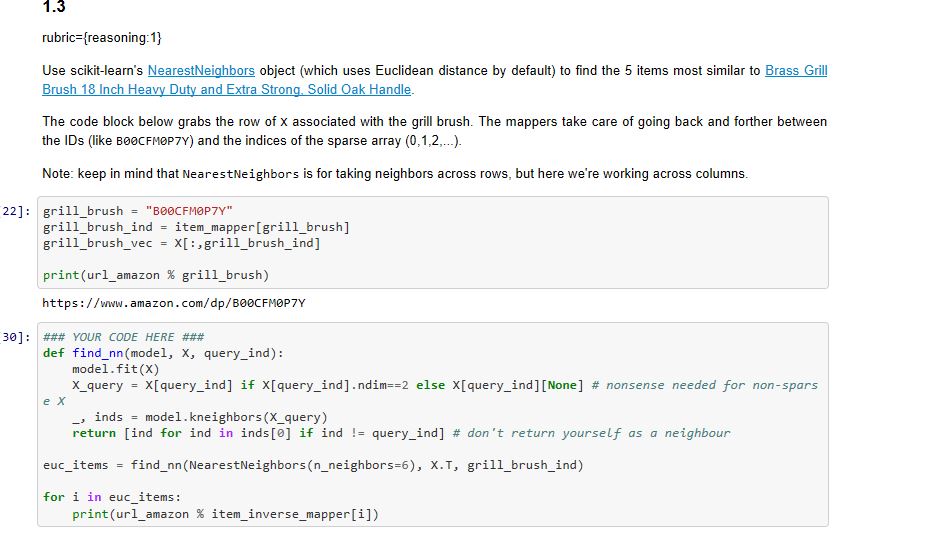 1.3
rubric={reasoning:1}
Use scikit-learn's NearestNeighbors object (which uses Euclidean distance by default) to find the 5 items most similar to Brass Grill
Brush 18 Inch Heavy Duty and Extra Strong, Solid Oak Handle.
The code block below grabs the row of X associated with the grill brush. The mappers take care of going back and forther between
the IDs (like B00CFM0P7Y) and the indices of the sparse array (0,1,2,...).
Note: keep in mind that NearestNeighbors is for taking neighbors across rows, but here we're working across columns.
22]: grill_brush = "B00CFM0P7Y"
grill_brush_ind = item_mapper[grill_brush]
grill_brush_vec = X[:,grill_brush_ind]
print(url_amazon % grill_brush)
https://www.amazon.com/dp/B00CFM0P7Y
30]: ### YOUR CODE HERE ###
def find_nn(model, X, query_ind):
    model.fit(X)
    X_query = X[query_ind] if X[query_ind].ndim==2 else X[query_ind][None] # nonsense needed for non-spars
e X
    _, inds = model.kneighbors(X_query)
    return [ind for ind in inds[0] if ind != query_ind] # don't return yourself as a neighbour
euc_items = find_nn(NearestNeighbors(n_neighbors=6), X.T, grill_brush_ind)
for i in euc_items:
    print(url_amazon % item_inverse_mapper[i])